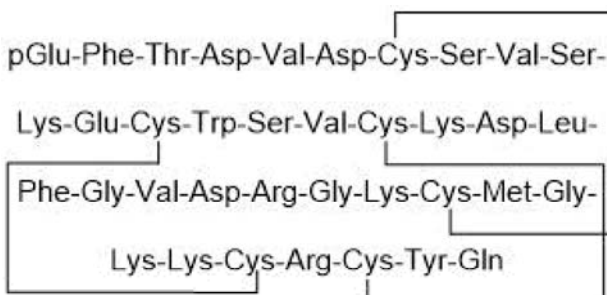 pGlu-Phe-Thr-Asp-Val-Asp-Cys-Ser-Val-Ser-
Lys-Glu-Cys-Trp-Ser-Val-Cys-Lys-Asp-Leu-
Phe-Gly-Val-Asp-Arg-Gly-Lys-Cys-Met-Gly-
Lys-Lys-Cys-Arg-Cys-Tyr-Gln